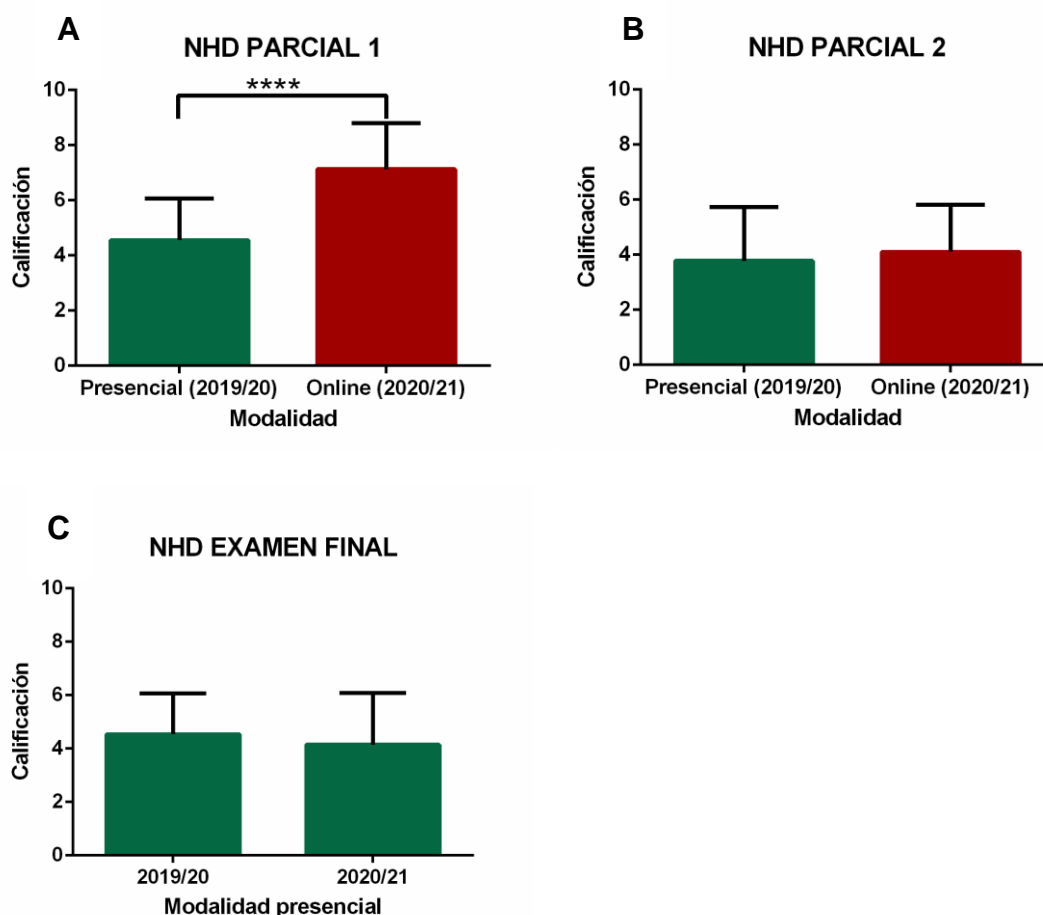 A
NHD PARCIAL 1
****
10
8
6
4
2
0
Calificación
Presencial (2019/20) Online (2020/21)
Modalidad
B
NHD PARCIAL 2
10
8
6
4
2
0
Calificación
Presencial (2019/20) Online (2020/21)
Modalidad
C
NHD EXAMEN FINAL
10
8
6
4
2
0
Calificación
2019/20 2020/21
Modalidad presencial